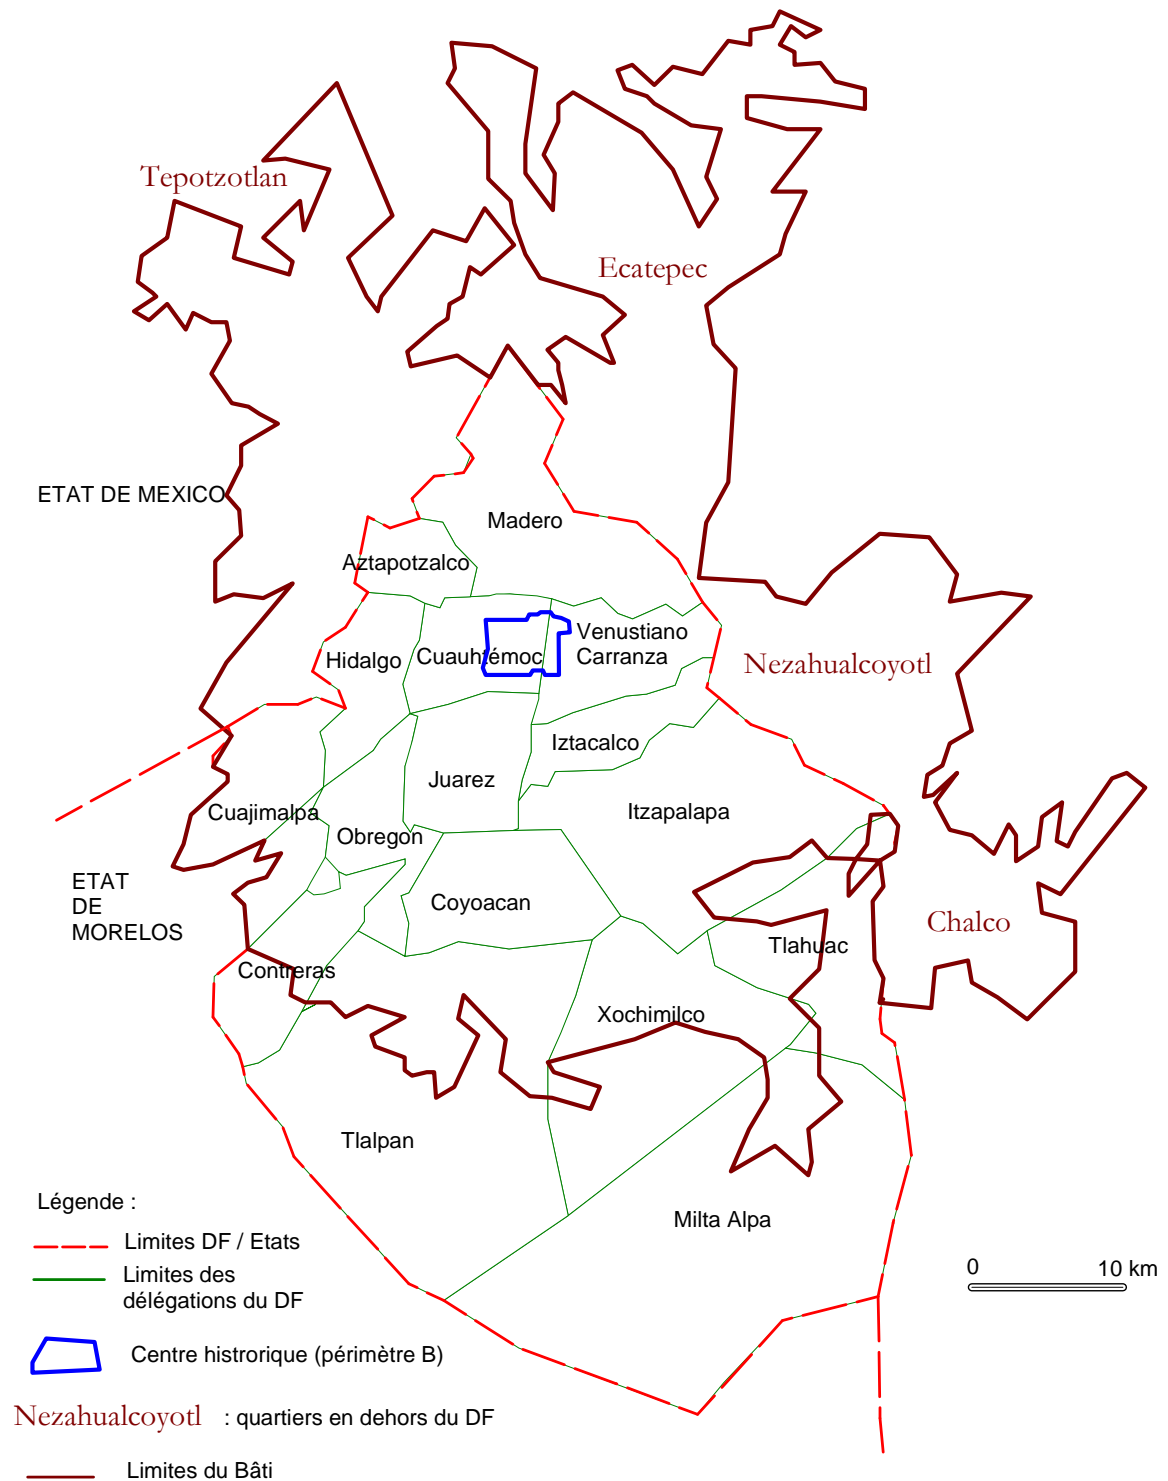 Tepotzotlan
Ecatepec
ETAT DE MEXICO
Madero
Aztapotzalco
Venustiano
Carranza
Hidalgo
Cuauhtémoc
Nezahualcoyotl
Iztacalco
Juarez
Itzapalapa
Cuajimalpa
Obregon
ETAT
DE
MORELOS
Coyoacan
Chalco
Tlahuac
Contreras
Xochimilco
Tlalpan
Milta Alpa
Légende :
Limites DF / Etats
Limites des
délégations du DF
Centre histrorique (périmètre B)
Nezahualcoyotl : quartiers en dehors du DF
Limites du Bâti
0 10 km